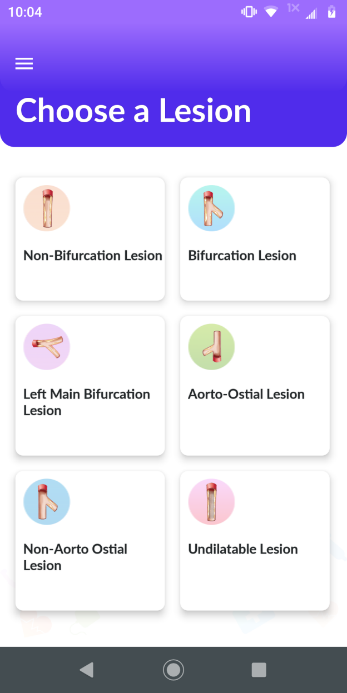 10:04
1X
Choose a Lesion
Non-Bifurcation Lesion
Bifurcation Lesion
Left Main Bifurcation
Lesion
Aorto-Ostial Lesion
Non-Aorto Ostial
Lesion
Undilatable Lesion